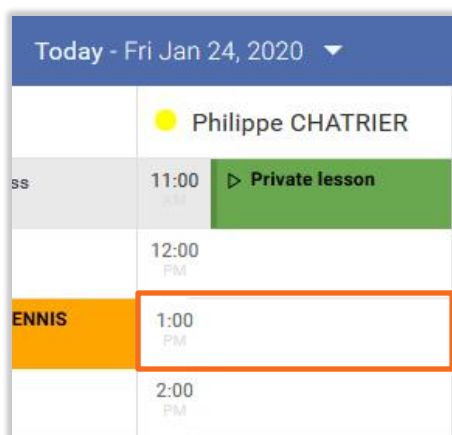 Today - Fri Jan 24, 2020
Philippe CHATRIER
ss
11:00
AM
Private lesson
12:00
PM
ENNIS
1:00
PM
2:00
PM